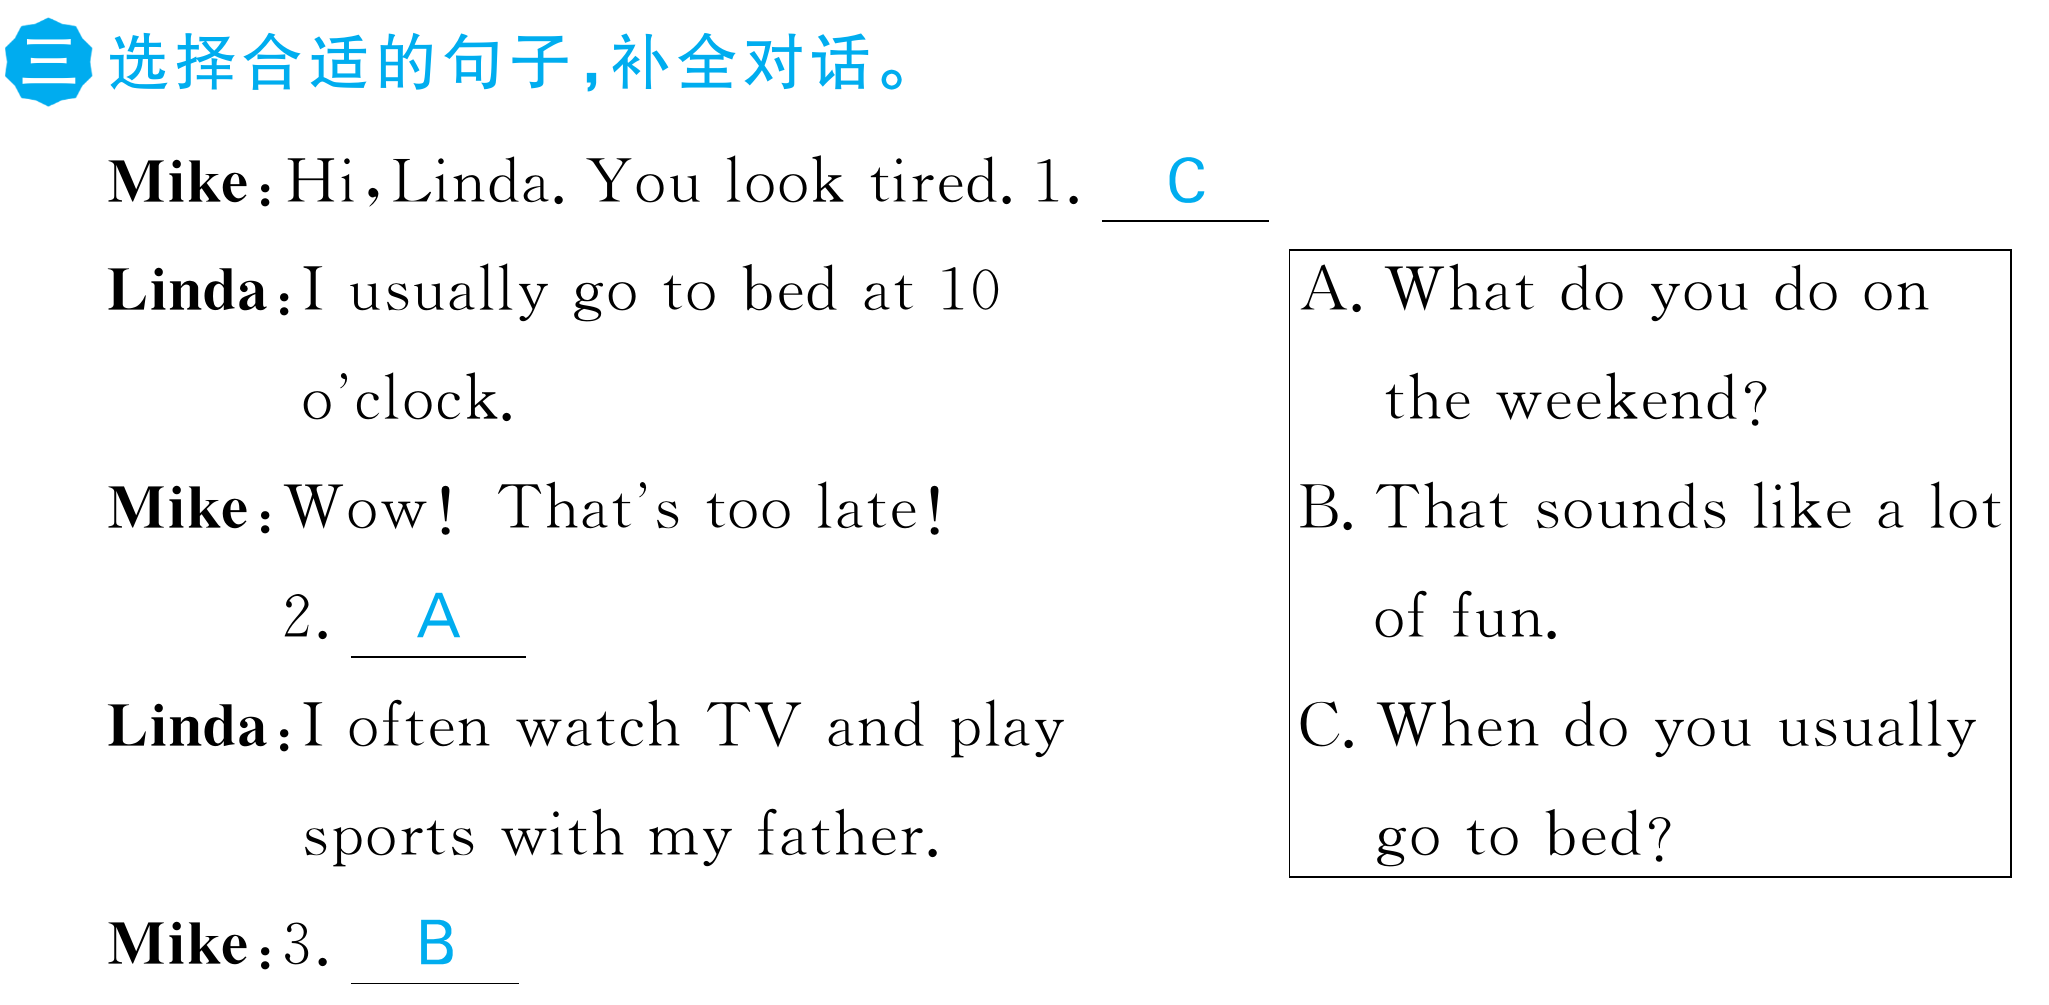 三 选择合适的句子,补全对话。
Mike:Hi,Linda. You look tired. 1. C
Linda:I usually go to bed at 10
o'clock.
Mike:Wow! That's too late!
2. A
Linda:I often watch TV and play
sports with my father.
Mike:3. B
A. What do you do on
the weekend?
B. That sounds like a lot
of fun.
C. When do you usually
go to bed?